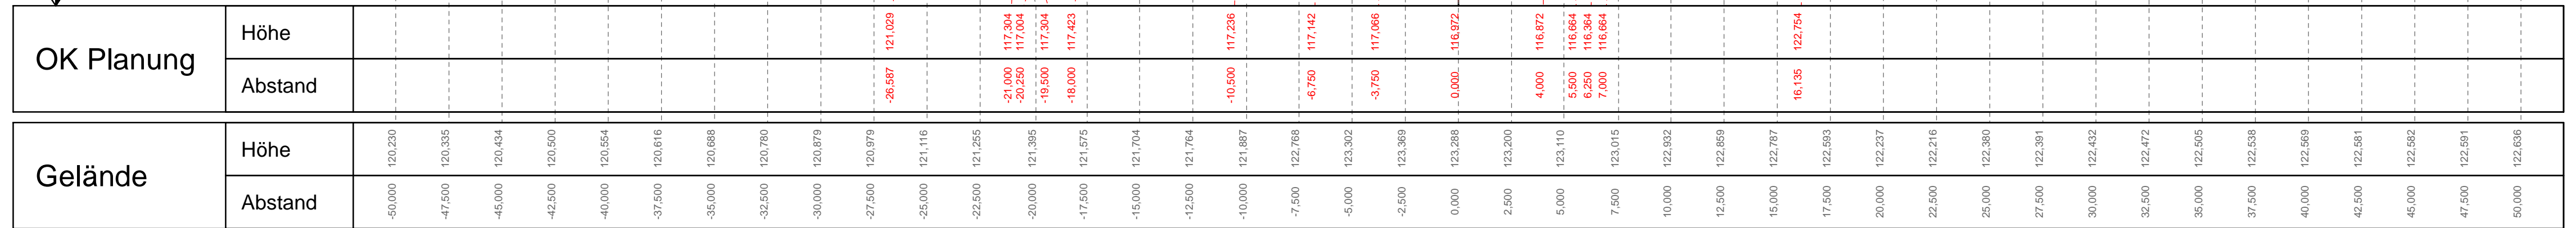 OK Planung
Höhe
121,029 117,304 117,004 117,304 117,423 117,236 117,142 117,066 116,972 116,872 116,664 116,364 116,664 122,754
Abstand
-26,587 -21,000 -20,250 -19,500 -18,000 -10,500 -6,750 -3,750 0,000 4,000 5,500 6,250 7,000 16,135
Gelände
Höhe
120,230 120,335 120,434 120,500 120,554 120,616 120,688 120,780 120,879 120,979 121,116 121,255 121,395 121,575 121,704 121,764 121,887 122,768 123,302 123,369 123,288 123,200 123,110 123,015 122,932 122,859 122,787 122,593 122,237 122,216 122,380 122,391 122,432 122,472 122,505 122,538 122,569 122,581 122,582 122,591 122,636
Abstand
-50,000 -47,500 -45,000 -42,500 -40,000 -37,500 -35,000 -32,500 -30,000 -27,500 -25,000 -22,500 -20,000 -17,500 -15,000 -12,500 -10,000 -7,500 -5,000 -2,500 0,000 2,500 5,000 7,500 10,000 12,500 15,000 17,500 20,000 22,500 25,000 27,500 30,000 32,500 35,000 37,500 40,000 42,500 45,000 47,500 50,000